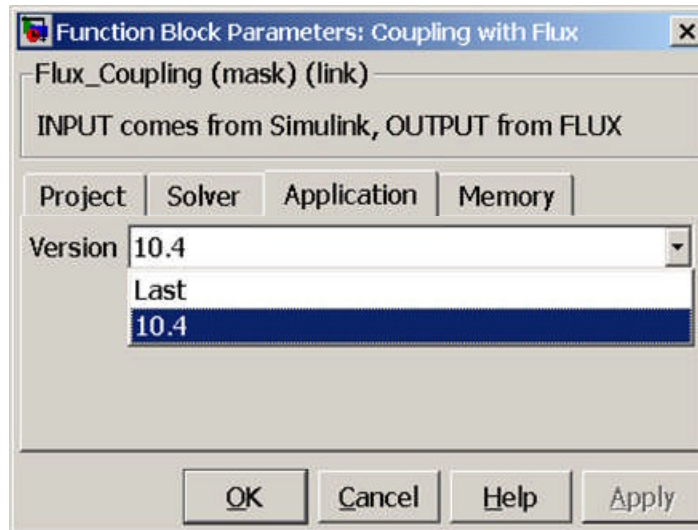 Function Block Parameters: Coupling with Flux
Flux_Coupling (mask) (link)
INPUT comes from Simulink, OUTPUT from FLUX
Project Solver Application Memory
Version 10.4
Last
10.4
OK Cancel Help Apply